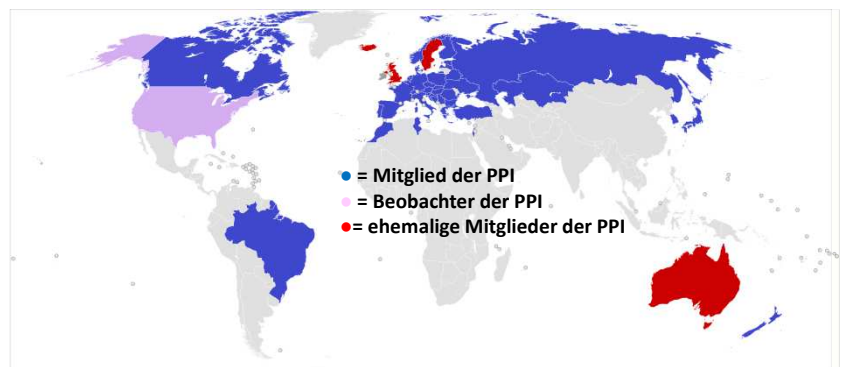 = Mitglied der PPI
= Beobachter der PPI
= ehemalige Mitglieder der PPI